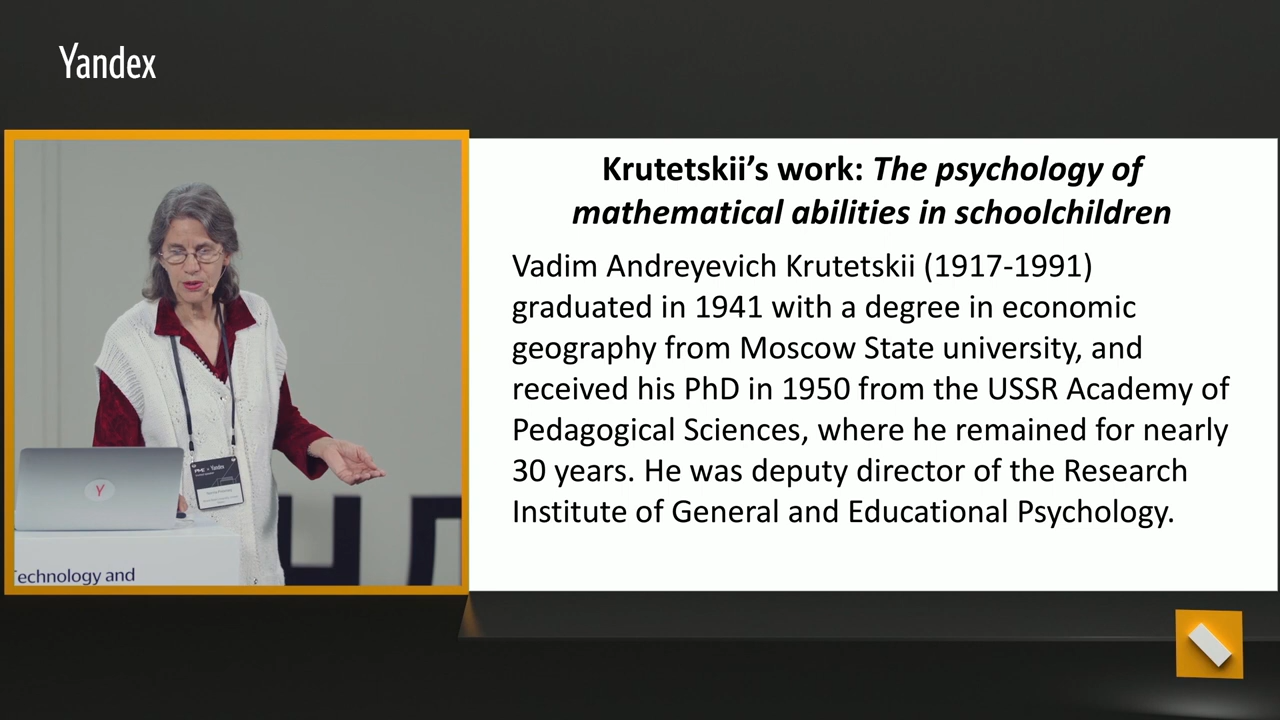 Yandex
Krutetskii’s work: The psychology of
mathematical abilities in schoolchildren
Vadim Andreyevich Krutetskii (1917-1991)
graduated in 1941 with a degree in economic
geography from Moscow State university, and
received his PhD in 1950 from the USSR Academy of
Pedagogical Sciences, where he remained for nearly
30 years. He was deputy director of the Research
Institute of General and Educational Psychology.
Y
PME Yandex
echnology and